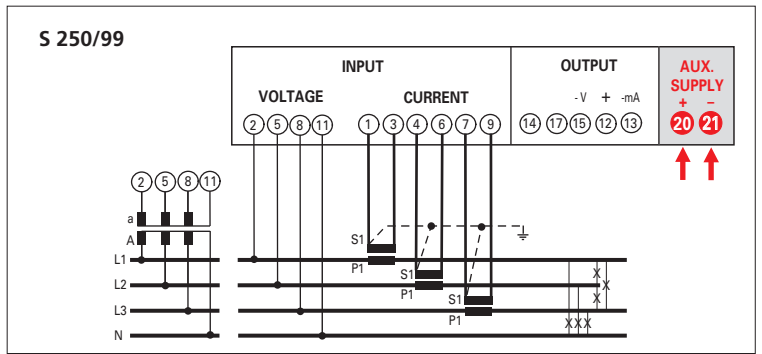 S 250/99
INPUT
OUTPUT
AUX.
SUPPLY
VOLTAGE
CURRENT
- V + -mA
+ –
2 5 8 11
1 3 4 6 7 9
14 17 15 12 13
20 21
2 5 8 11
a
A
S1
L1
P1
S1
L2
P1
S1
L3
P1
N
X
X
X
XXX